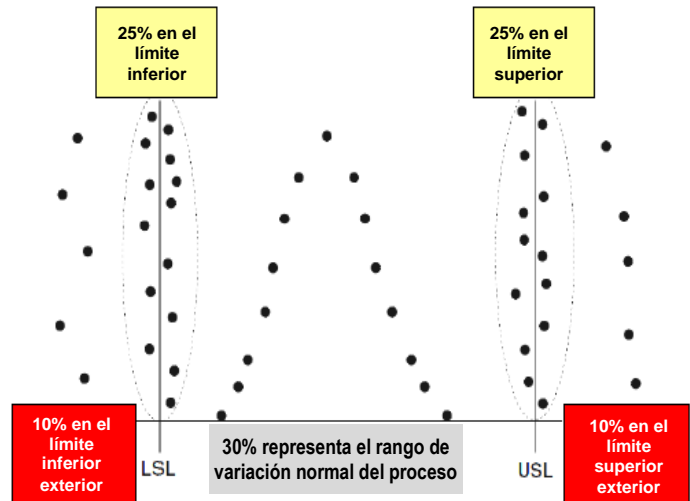 25% en el
límite
inferior
25% en el
límite
superior
10% en el
límite
inferior
exterior
LSL
30% representa el rango de
variación normal del proceso
USL
10% en el
límite
superior
exterior